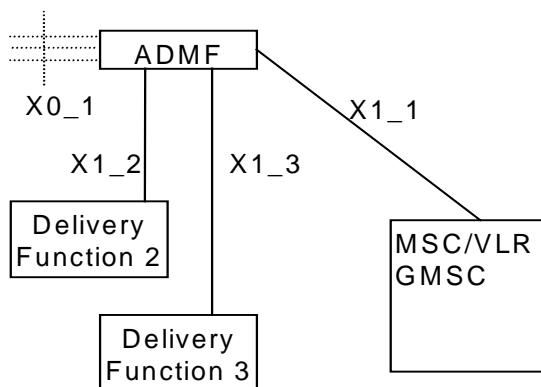 ADMF
X0_1
X1_1
X1_2
X1_3
Delivery
Function 2
MSC/VLR
GMSC
Delivery
Function 3